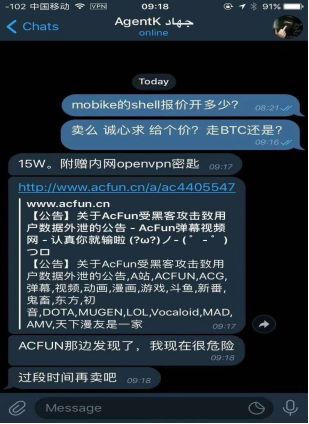 -102 中国移动 VPN 09:18 91%
Chats
AgentK جهاد
online
Today
mobike的shell报价开多少? 08:21
卖么 诚心求 给个价? 走BTC还是?
09:16
15W。附赠内网openvpn密匙 09:17
http://www.acfun.cn/a/ac4405547
www.acfun.cn
【公告】关于AcFun受黑客攻击致用
户数据外泄的公告 - AcFun弹幕视频
网 - 认真你就输啦 (?ω?)ノ- ( ゜- ゜)
つロ
【公告】关于AcFun受黑客攻击致用
户数据外泄的公告,A站,ACFUN,ACG,
弹幕,视频,动画,漫画,游戏,斗鱼,新番,
鬼畜,东方,初
音,DOTA,MUGEN,LOL,Vocaloid,MAD,
AMV,天下漫友是一家 09:17
ACFUN那边发现了，我现在很危险
09:18
过段时间再卖吧 09:18
Message